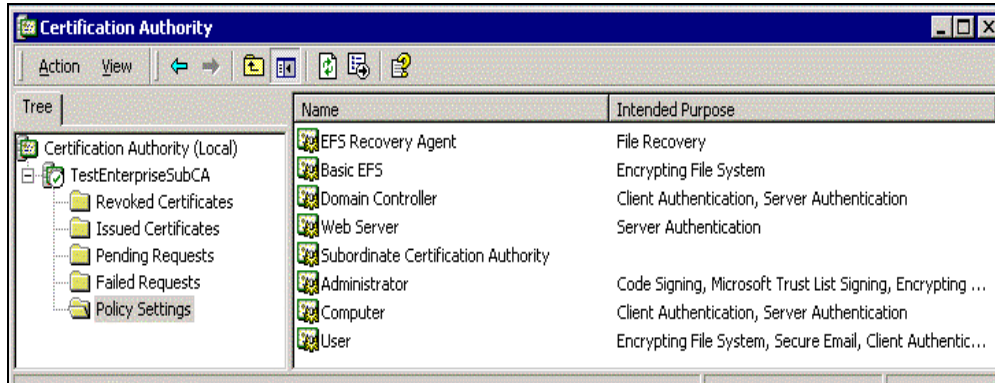 Certification Authority
Action View
Tree
Certification Authority (Local)
TestEnterpriseSubCA
Revoked Certificates
Issued Certificates
Pending Requests
Failed Requests
Policy Settings
Name Intended Purpose
EFS Recovery Agent File Recovery
Basic EFS Encrypting File System
Domain Controller Client Authentication, Server Authentication
Web Server Server Authentication
Subordinate Certification Authority
Administrator Code Signing, Microsoft Trust List Signing, Encrypting ...
Computer Client Authentication, Server Authentication
User Encrypting File System, Secure Email, Client Authentic...